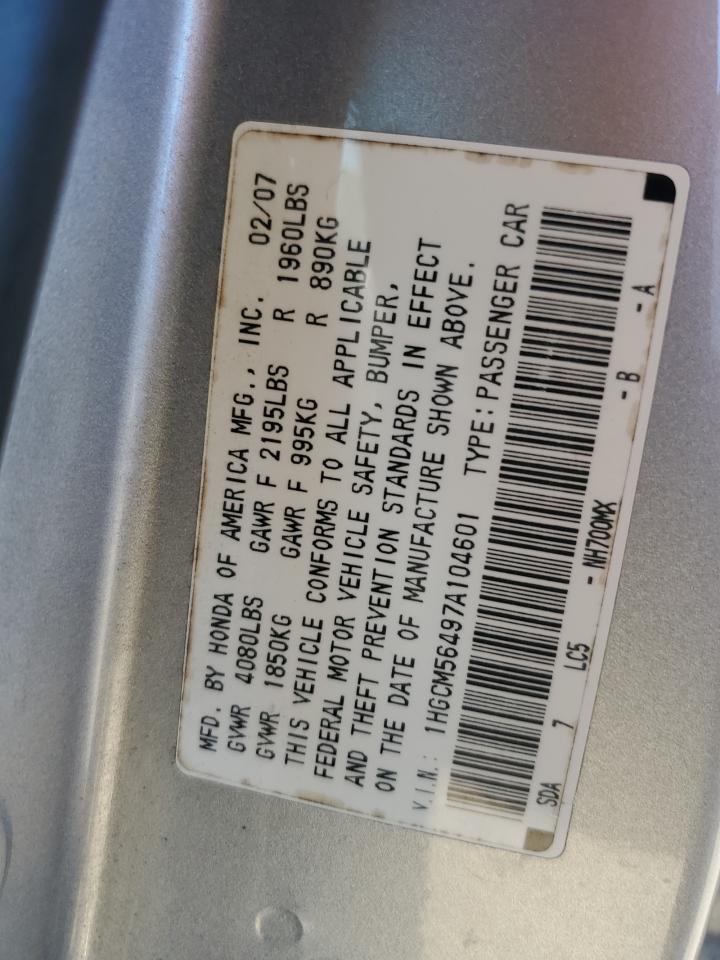 MFD. BY HONDA OF AMERICA MFG., INC. 02/07
GVWR 4080LBS GAWR F 2195LBS R 1960LBS
GVWR 1850KG GAWR F 995KG R 890KG
THIS VEHICLE CONFORMS TO ALL APPLICABLE
FEDERAL MOTOR VEHICLE SAFETY, BUMPER,
AND THEFT PREVENTION STANDARDS IN EFFECT
ON THE DATE OF MANUFACTURE SHOWN ABOVE.
V.I.N.: 1HGCM56497A104601 TYPE:PASSENGER CAR
SDA 7 LC5 - NH700MX - B - A